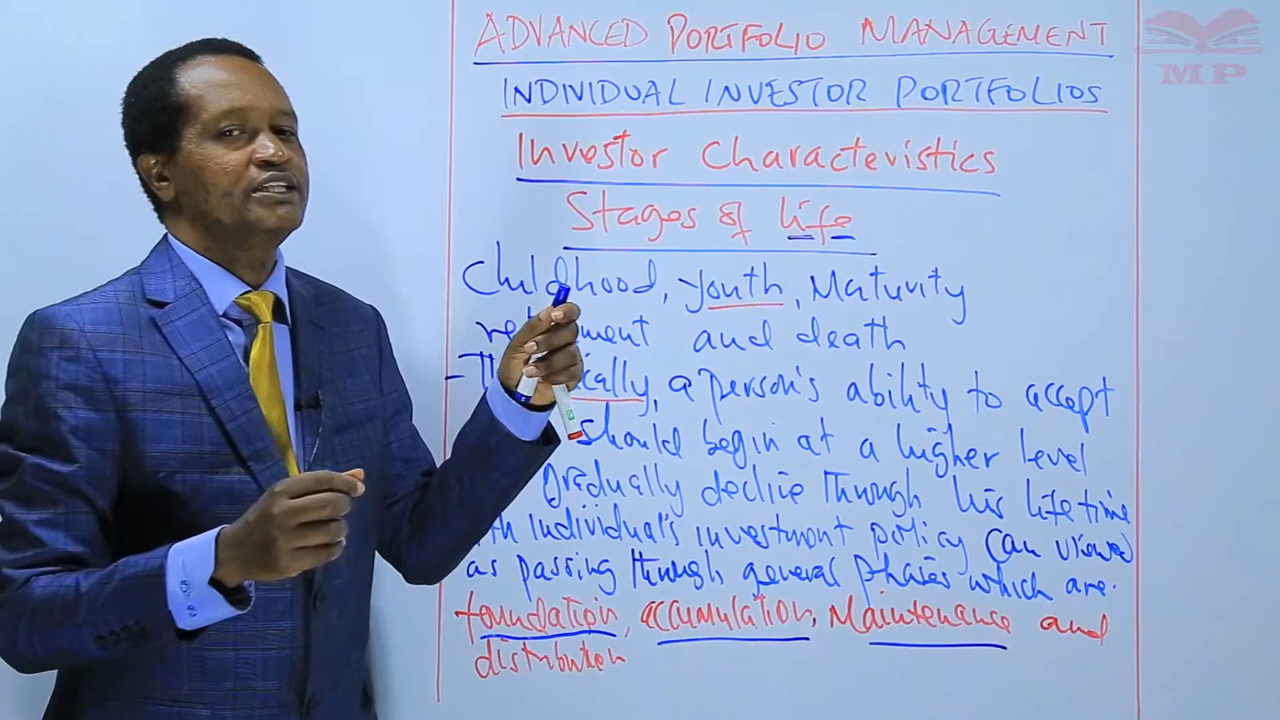 ADVANCED PORTFOLIO MANAGEMENT
MP
INDIVIDUAL INVESTOR PORTFOLIOS
Investor Characteristics
Stages of life
Childhood, youth, Maturity
and death
a person's ability to accept
should begin at a higher level
gradually decline through his lifetime
individual's investment policy can viewed
as passing through general phases which are.
foundation, accumulation, Maintenance and
distribution